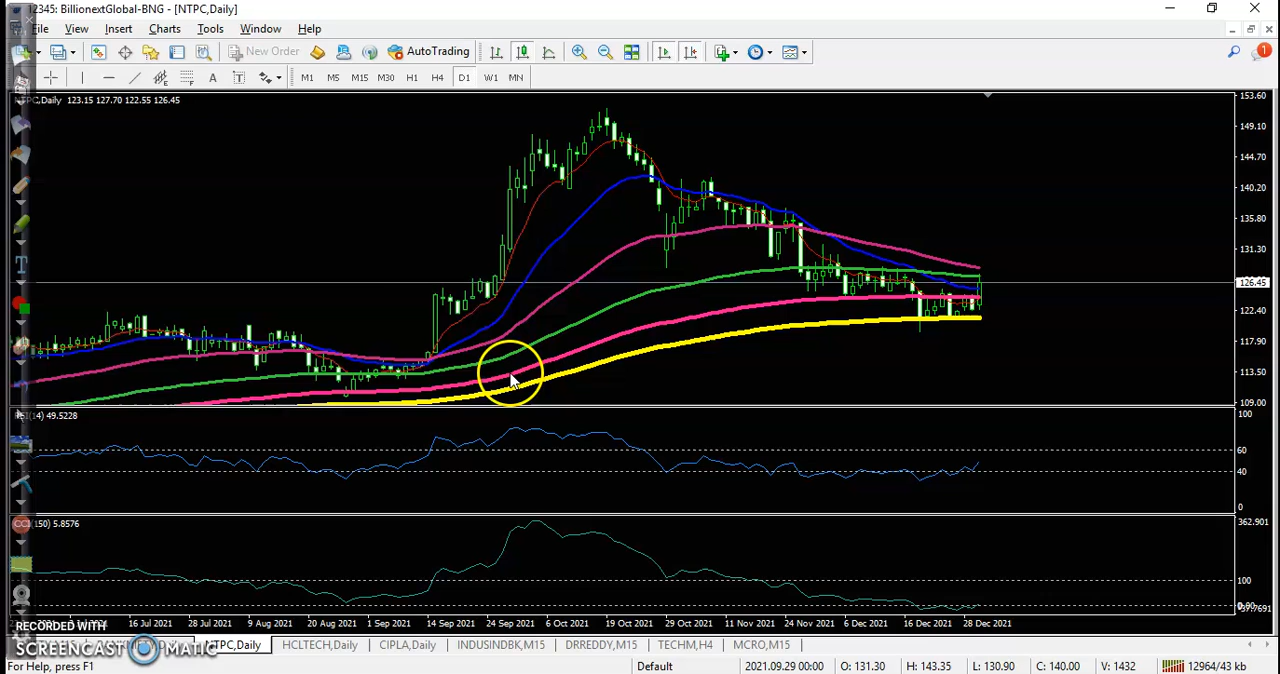 12345: BillionextGlobal-BNG - [NTPC,Daily]
File View Insert Charts Tools Window Help
New Order AutoTrading 1
A T M1 M5 M15 M30 H1 H4 D1 W1 MN
NTPC,Daily 123.15 127.70 122.55 126.45
153.60
149.10
144.70
140.20
135.80
131.30
126.45
122.40
117.90
113.50
109.00
RSI(14) 49.5228
100
60
40
0
CCI(150) 5.8576
362.901
100
0.00
16 Jul 2021 28 Jul 2021 9 Aug 2021 20 Aug 2021 1 Sep 2021 14 Sep 2021 24 Sep 2021 6 Oct 2021 19 Oct 2021 29 Oct 2021 11 Nov 2021 24 Nov 2021 6 Dec 2021 16 Dec 2021 28 Dec 2021
RECORDED WITH
SCREENCAST MATIC
NTPC,Daily HCLTECH,Daily CIPLA,Daily INDUSINDBK,M15 DRREDDY,M15 TECHM,H4 MCRO,M15
For Help, press F1 Default 2021.09.29 00:00 O: 131.30 H: 143.35 L: 130.90 C: 140.00 V: 1432 12964/43 kb